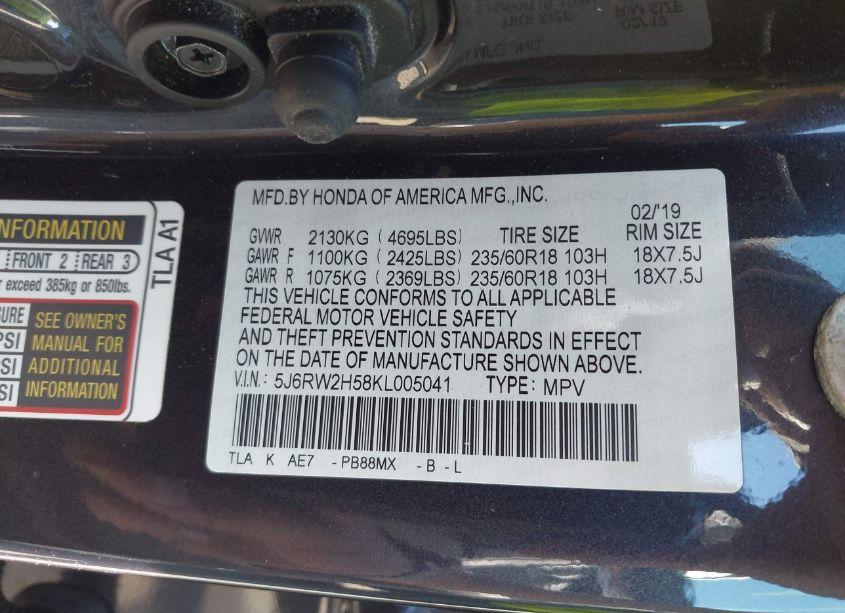 MFD.BY HONDA OF AMERICA MFG.,INC.
02/'19
GVWR 2130KG (4695LBS) TIRE SIZE RIM SIZE
GAWR F 1100KG (2425LBS) 235/60R18 103H 18X7.5J
GAWR R 1075KG (2369LBS) 235/60R18 103H 18X7.5J
THIS VEHICLE CONFORMS TO ALL APPLICABLE
FEDERAL MOTOR VEHICLE SAFETY
AND THEFT PREVENTION STANDARDS IN EFFECT
ON THE DATE OF MANUFACTURE SHOWN ABOVE.
V.I.N.: 5J6RW2H58KL005041 TYPE: MPV
TLA K AE7 -PB88MX -B -L
INFORMATION
FRONT 2 REAR 3
exceed 385kg or 850lbs.
SEE OWNER'S
MANUAL FOR
ADDITIONAL
INFORMATION
TLA A1